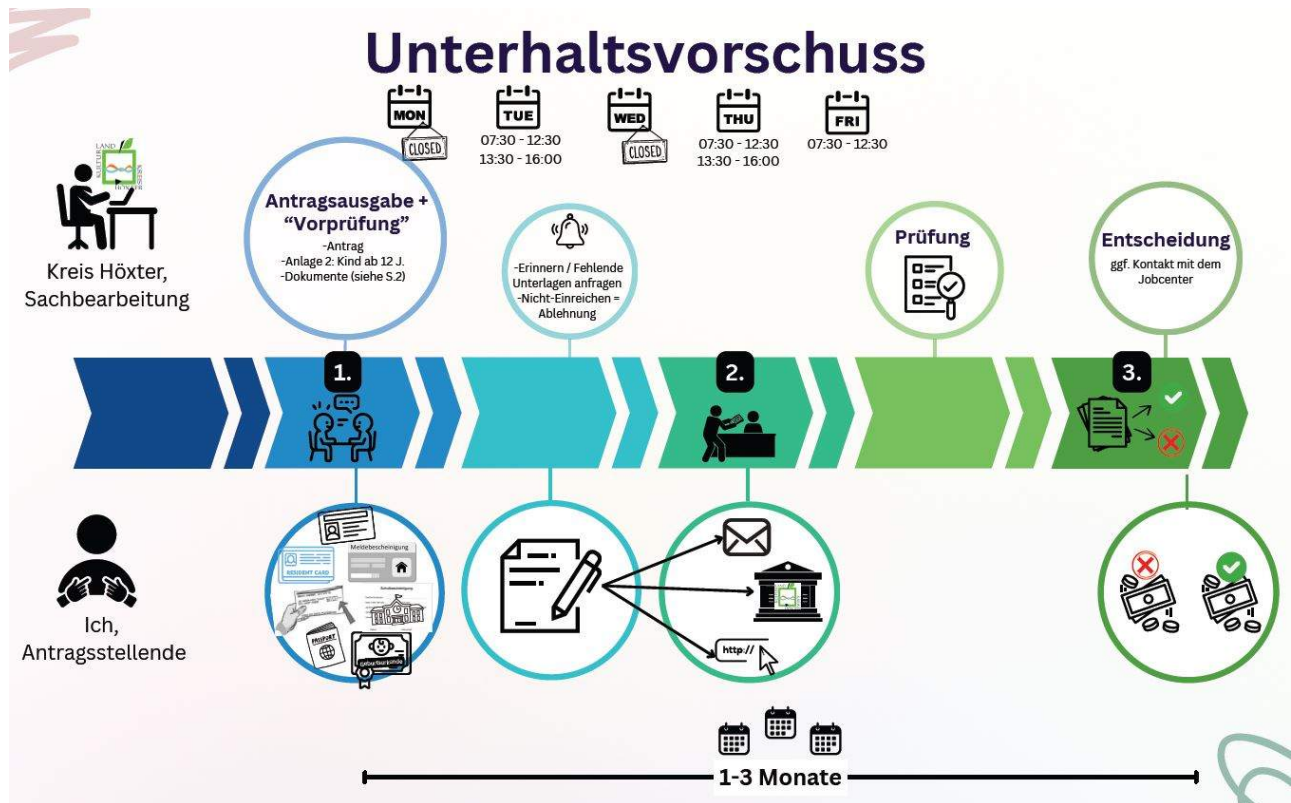 Unterhaltsvorschuss
MON
CLOSED
TUE
07:30 - 12:30
13:30 - 16:00
WED
CLOSED
THU
07:30 - 12:30
13:30 - 16:00
FRI
07:30 - 12:30
KULTURLAND
KREIS
HÖXTER
Kreis Höxter,
Sachbearbeitung
Antragsausgabe +
“Vorprüfung”
-Antrag
-Anlage 2: Kind ab 12 J.
-Dokumente (siehe S.2)
-Erinnern / Fehlende
Unterlagen anfragen
-Nicht-Einreichen =
Ablehnung
Prüfung
Entscheidung
ggf. Kontakt mit dem
Jobcenter
1.
2.
3.
Ich,
Antragsstellende
Meldebescheinigung
RESIDENT CARD
PASSPORT
http://
1-3 Monate